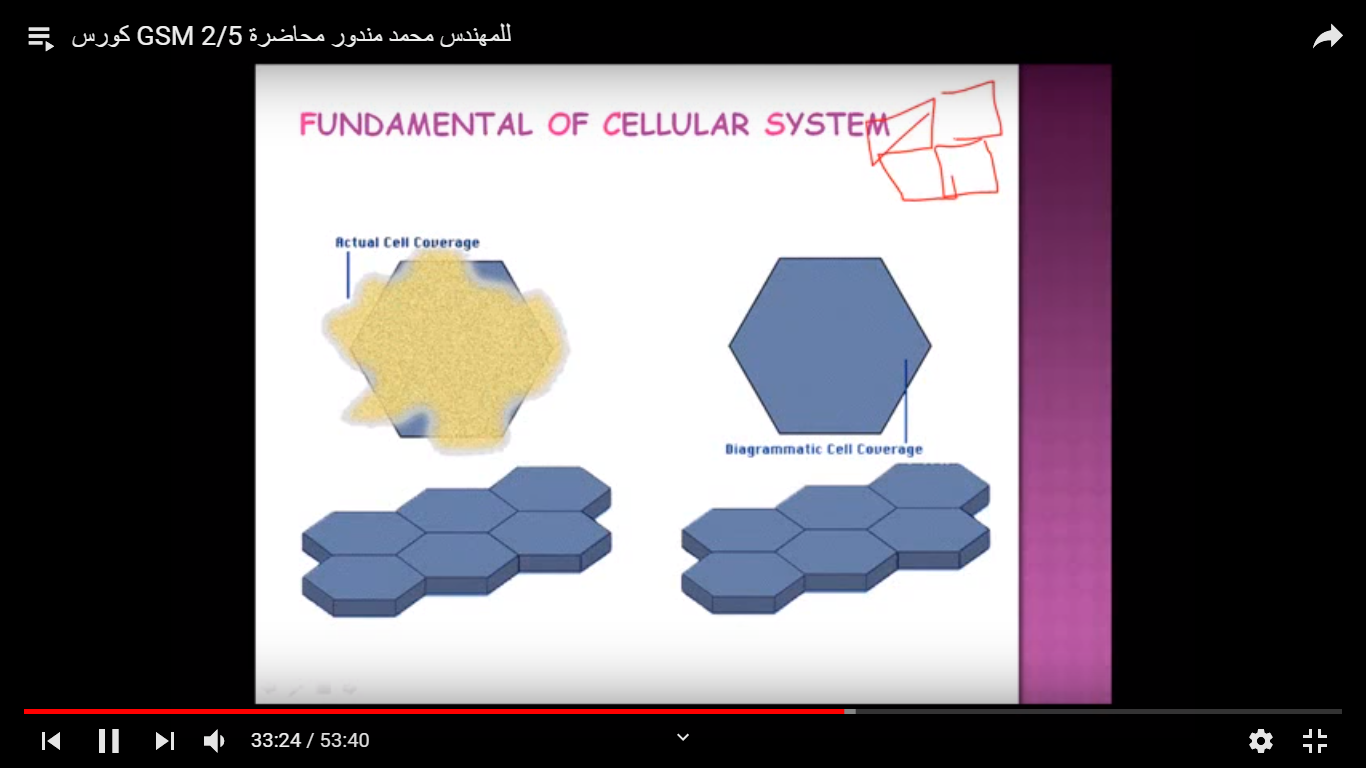 كورس GSM 2/5 للمهندس محمد مندور محاضرة
FUNDAMENTAL OF CELLULAR SYSTEM
Actual Cell Coverage
Diagrammatic Cell Coverage
33:24 / 53:40